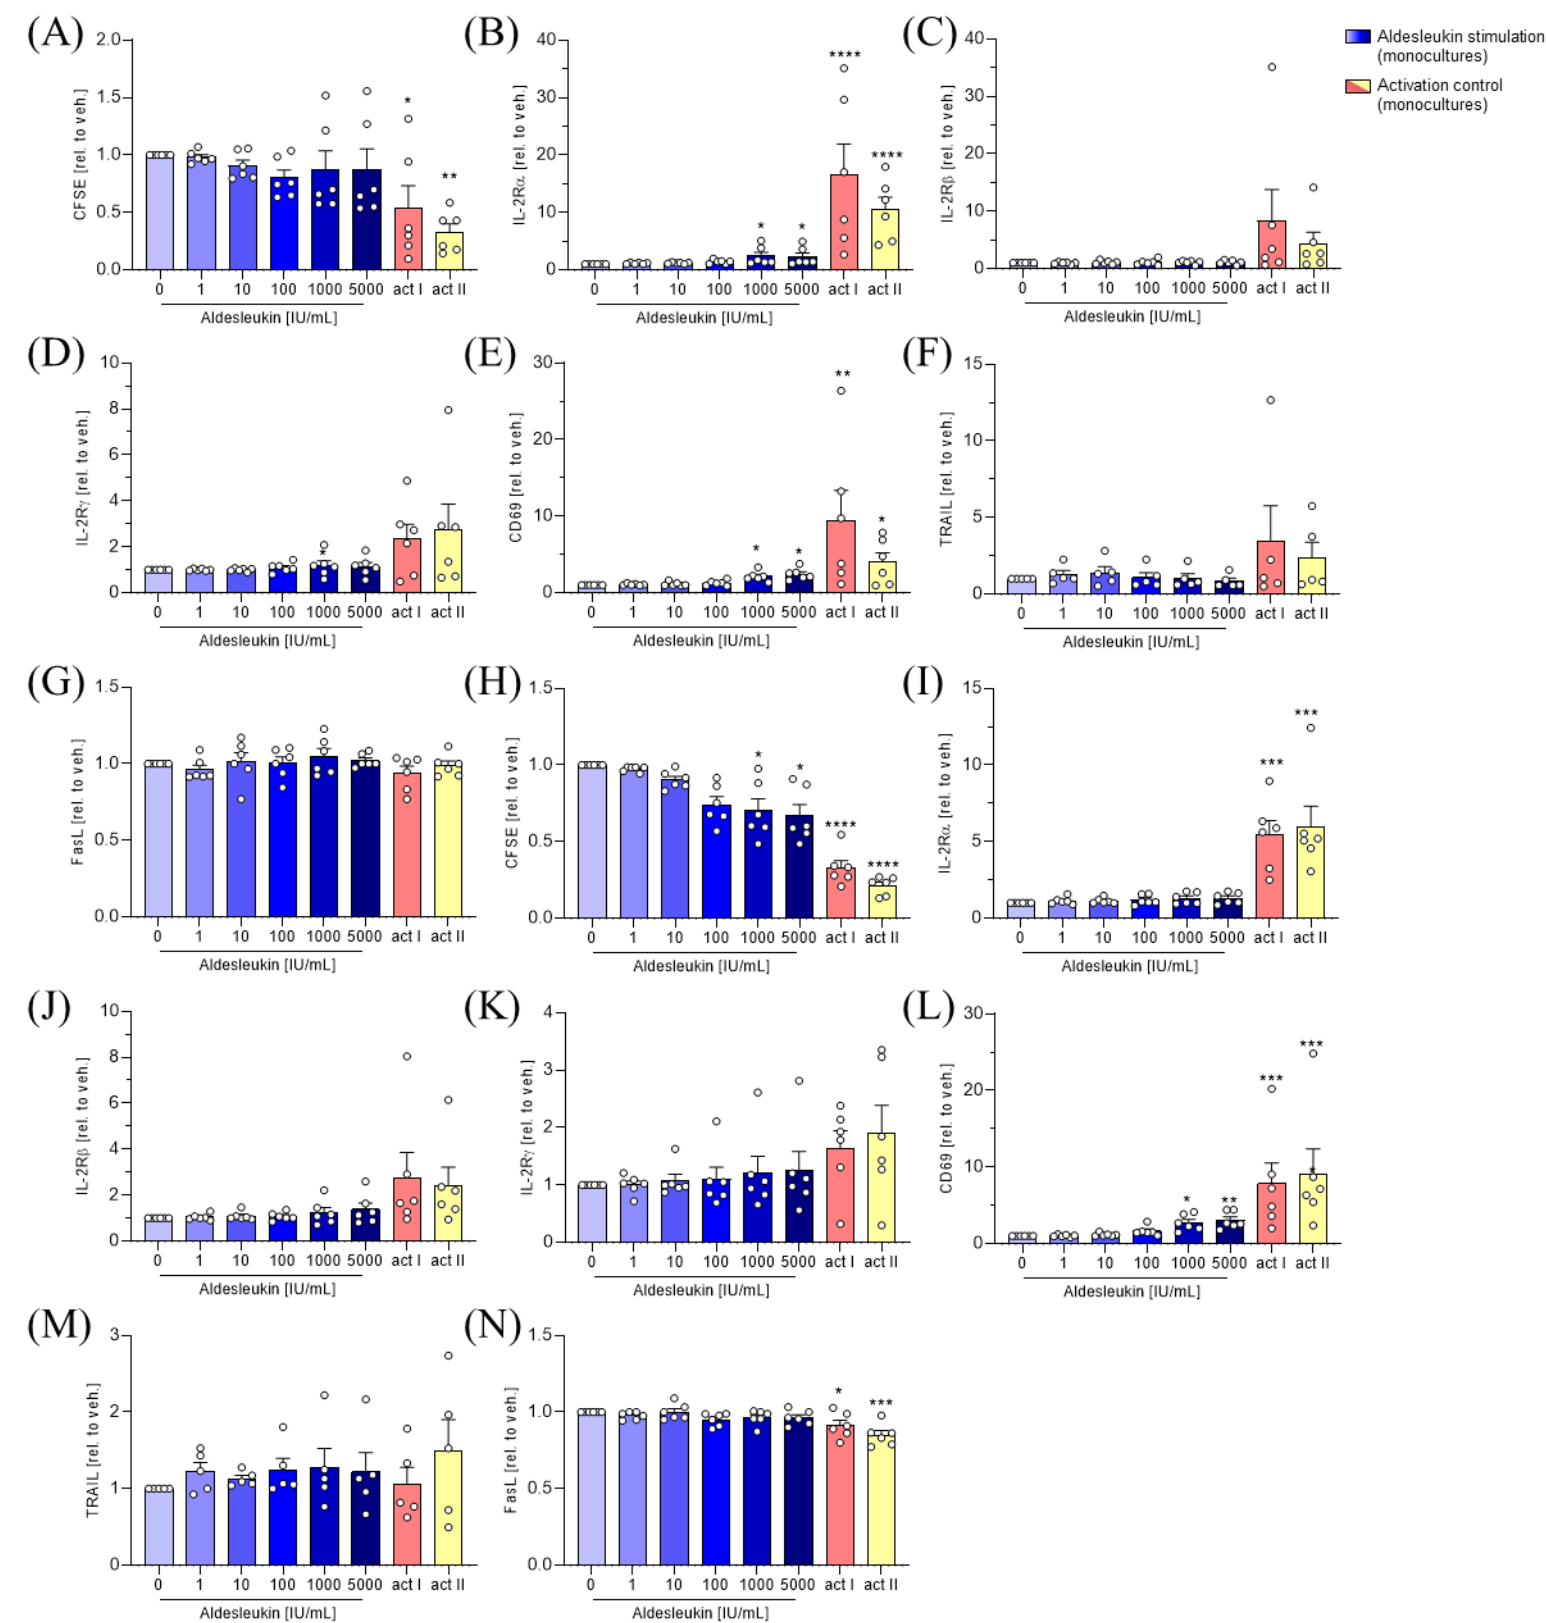 (A)
2.0
1.5
1.0
0.5
0.0
CFSE [rel. to veh.]
*
**
0 1 10 100 1000 5000 act I act II
Aldesleukin [IU/mL]
(B)
40
30
20
10
0
IL-2Rα [rel. to veh.]
*
*
****
****
0 1 10 100 1000 5000 act I act II
Aldesleukin [IU/mL]
(C)
40
30
20
10
0
IL-2Rβ [rel. to veh.]
0 1 10 100 1000 5000 act I act II
Aldesleukin [IU/mL]
Aldesleukin stimulation
(monocultures)
Activation control
(monocultures)
(D)
10
8
6
4
2
0
IL-2Rγ [rel. to veh.]
*
0 1 10 100 1000 5000 act I act II
Aldesleukin [IU/mL]
(E)
30
20
10
0
CD69 [rel. to veh.]
*
*
**
*
0 1 10 100 1000 5000 act I act II
Aldesleukin [IU/mL]
(F)
15
10
5
0
TRAIL [rel. to veh.]
0 1 10 100 1000 5000 act I act II
Aldesleukin [IU/mL]
(G)
1.5
1.0
0.5
0.0
FasL [rel. to veh.]
0 1 10 100 1000 5000 act I act II
Aldesleukin [IU/mL]
(H)
1.5
1.0
0.5
0.0
CFSE [rel. to veh.]
*
*
****
****
0 1 10 100 1000 5000 act I act II
Aldesleukin [IU/mL]
(I)
15
10
5
0
IL-2Rα [rel. to veh.]
***
***
0 1 10 100 1000 5000 act I act II
Aldesleukin [IU/mL]
(J)
10
8
6
4
2
0
IL-2Rβ [rel. to veh.]
0 1 10 100 1000 5000 act I act II
Aldesleukin [IU/mL]
(K)
4
3
2
1
0
IL-2Rγ [rel. to veh.]
0 1 10 100 1000 5000 act I act II
Aldesleukin [IU/mL]
(L)
30
20
10
0
CD69 [rel. to veh.]
*
**
***
***
*
0 1 10 100 1000 5000 act I act II
Aldesleukin [IU/mL]
(M)
3
2
1
0
TRAIL [rel. to veh.]
0 1 10 100 1000 5000 act I act II
Aldesleukin [IU/mL]
(N)
1.5
1.0
0.5
0.0
FasL [rel. to veh.]
*
***
0 1 10 100 1000 5000 act I act II
Aldesleukin [IU/mL]